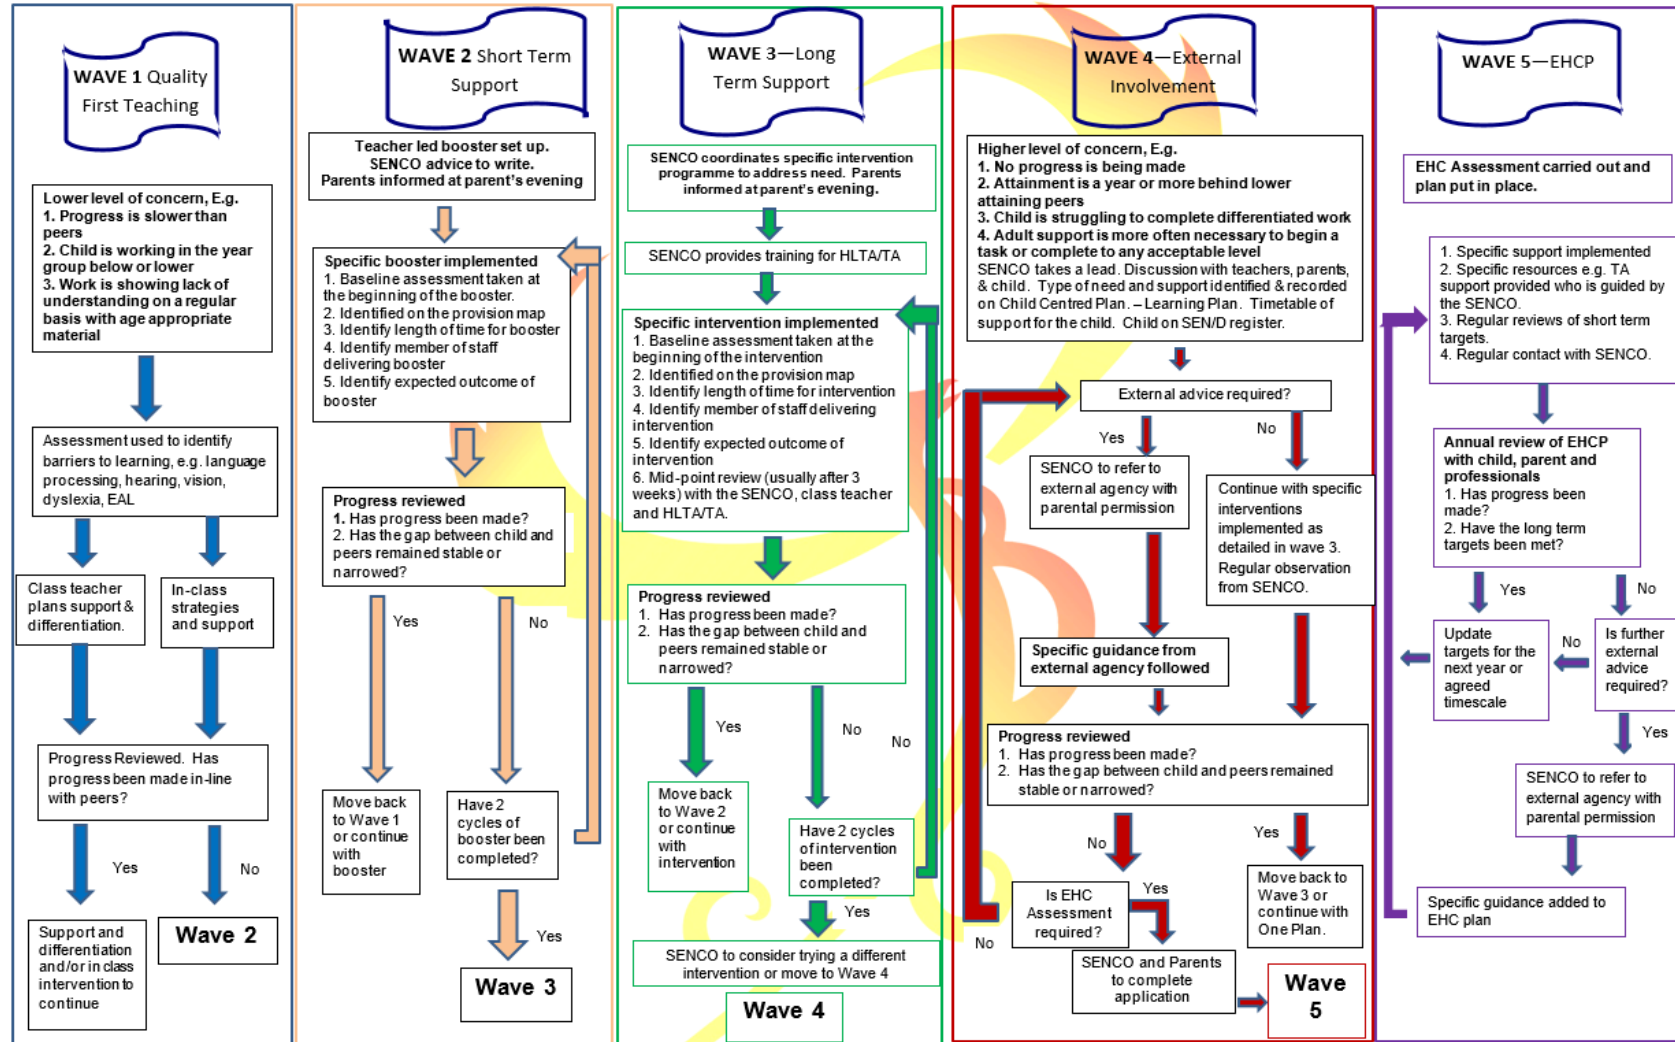 WAVE 1 Quality
First Teaching
Lower level of concern, E.g.
1. Progress is slower than
peers
2. Child is working in the year
group below or lower
3. Work is showing lack of
understanding on a regular
basis with age appropriate
material
Assessment used to identify
barriers to learning, e.g. language
processing, hearing, vision,
dyslexia, EAL
Class teacher
plans support &
differentiation.
In-class
strategies
and support
Progress Reviewed. Has
progress been made in-line
with peers?
Yes
No
Support and
differentiation
and/or in class
intervention to
continue
Wave 2
WAVE 2 Short Term
Support
Teacher led booster set up.
SENCO advice to write.
Parents informed at parent's evening
Specific booster implemented
1. Baseline assessment taken at
the beginning of the booster.
2. Identified on the provision map
3. Identify length of time for booster
4. Identify member of staff
delivering booster
5. Identify expected outcome of
booster
Progress reviewed
1. Has progress been made?
2. Has the gap between child and
peers remained stable or
narrowed?
Yes
No
Move back
to Wave 1
or continue
with
booster
Have 2
cycles of
booster been
completed?
Yes
Wave 3
WAVE 3—Long
Term Support
SENCO coordinates specific intervention
programme to address need. Parents
informed at parent's evening.
SENCO provides training for HLTA/TA
Specific intervention implemented
1. Baseline assessment taken at the
beginning of the intervention
2. Identified on the provision map
3. Identify length of time for intervention
4. Identify member of staff delivering
intervention
5. Identify expected outcome of
intervention
6. Mid-point review (usually after 3
weeks) with the SENCO, class teacher
and HLTA/TA.
Progress reviewed
1. Has progress been made?
2. Has the gap between child and
peers remained stable or
narrowed?
Yes
No
No
Move back
to Wave 2
or continue
with
intervention
Have 2 cycles
of intervention
been
completed?
Yes
SENCO to consider trying a different
intervention or move to Wave 4
Wave 4
WAVE 4—External
Involvement
Higher level of concern, E.g.
1. No progress is being made
2. Attainment is a year or more behind lower
attaining peers
3. Child is struggling to complete differentiated work
4. Adult support is more often necessary to begin a
task or complete to any acceptable level
SENCO takes a lead. Discussion with teachers, parents,
& child. Type of need and support identified & recorded
on Child Centred Plan. – Learning Plan. Timetable of
support for the child. Child on SEN/D register.
External advice required?
Yes
No
SENCO to refer to
external agency with
parental permission
Continue with specific
interventions
implemented as
detailed in wave 3.
Regular observation
from SENCO.
Specific guidance from
external agency followed
Progress reviewed
1. Has progress been made?
2. Has the gap between child and peers remained
stable or narrowed?
No
Yes
Is EHC
Assessment
required?
Yes
No
Move back to
Wave 3 or
continue with
One Plan.
SENCO and Parents
to complete
application
Wave
5
WAVE 5—EHCP
EHC Assessment carried out and
plan put in place.
1. Specific support implemented
2. Specific resources e.g. TA
support provided who is guided by
the SENCO.
3. Regular reviews of short term
targets.
4. Regular contact with SENCO.
Annual review of EHCP
with child, parent and
professionals
1. Has progress been
made?
2. Have the long term
targets been met?
Yes
No
Update
targets for the
next year or
agreed
timescale
No
Is further
external
advice
required?
Yes
SENCO to refer to
external agency with
parental permission
Specific guidance added to
EHC plan